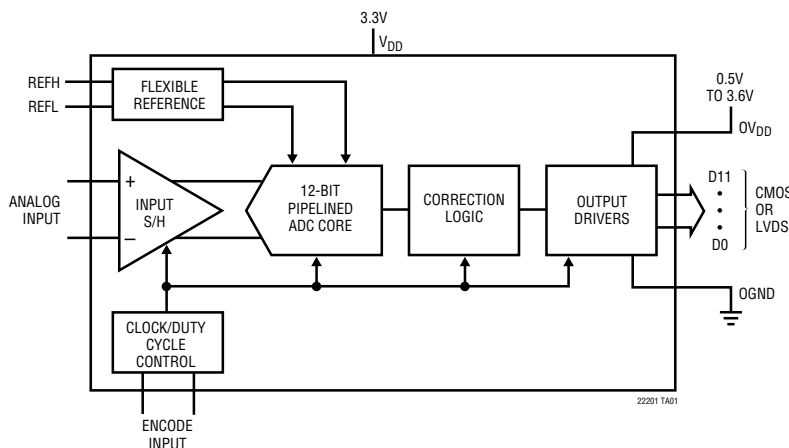 3.3V
VDD
REFH
REFL
FLEXIBLE
REFERENCE
0.5V
TO 3.6V
OVDD
ANALOG
INPUT
+
−
INPUT
S/H
12-BIT
PIPELINED
ADC CORE
CORRECTION
LOGIC
OUTPUT
DRIVERS
D11
•
•
•
D0
CMOS
OR
LVDS
OGND
CLOCK/DUTY
CYCLE
CONTROL
ENCODE
INPUT
22201 TA01